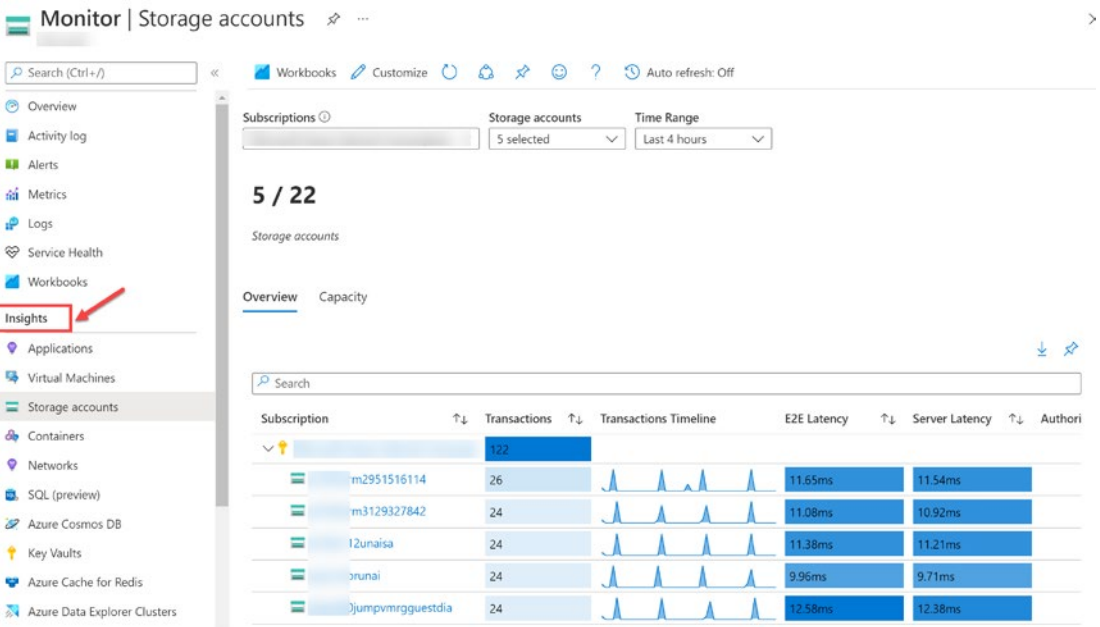 Monitor | Storage accounts
Search (Ctrl+/)
Overview
Activity log
Alerts
Metrics
Logs
Service Health
Workbooks
Insights
Applications
Virtual Machines
Storage accounts
Containers
Networks
SQL (preview)
Azure Cosmos DB
Key Vaults
Azure Cache for Redis
Azure Data Explorer Clusters
Workbooks Customize Auto refresh: Off
Subscriptions Storage accounts Time Range
5 selected Last 4 hours
5 / 22
Storage accounts
Overview Capacity
Search
Subscription Transactions Transactions Timeline E2E Latency Server Latency Authori
122
m2951516114 26 11.65ms 11.54ms
m3129327842 24 11.08ms 10.92ms
12unaisa 24 11.38ms 11.21ms
orunai 24 9.96ms 9.71ms
jumpvmrgguestdia 24 12.58ms 12.38ms